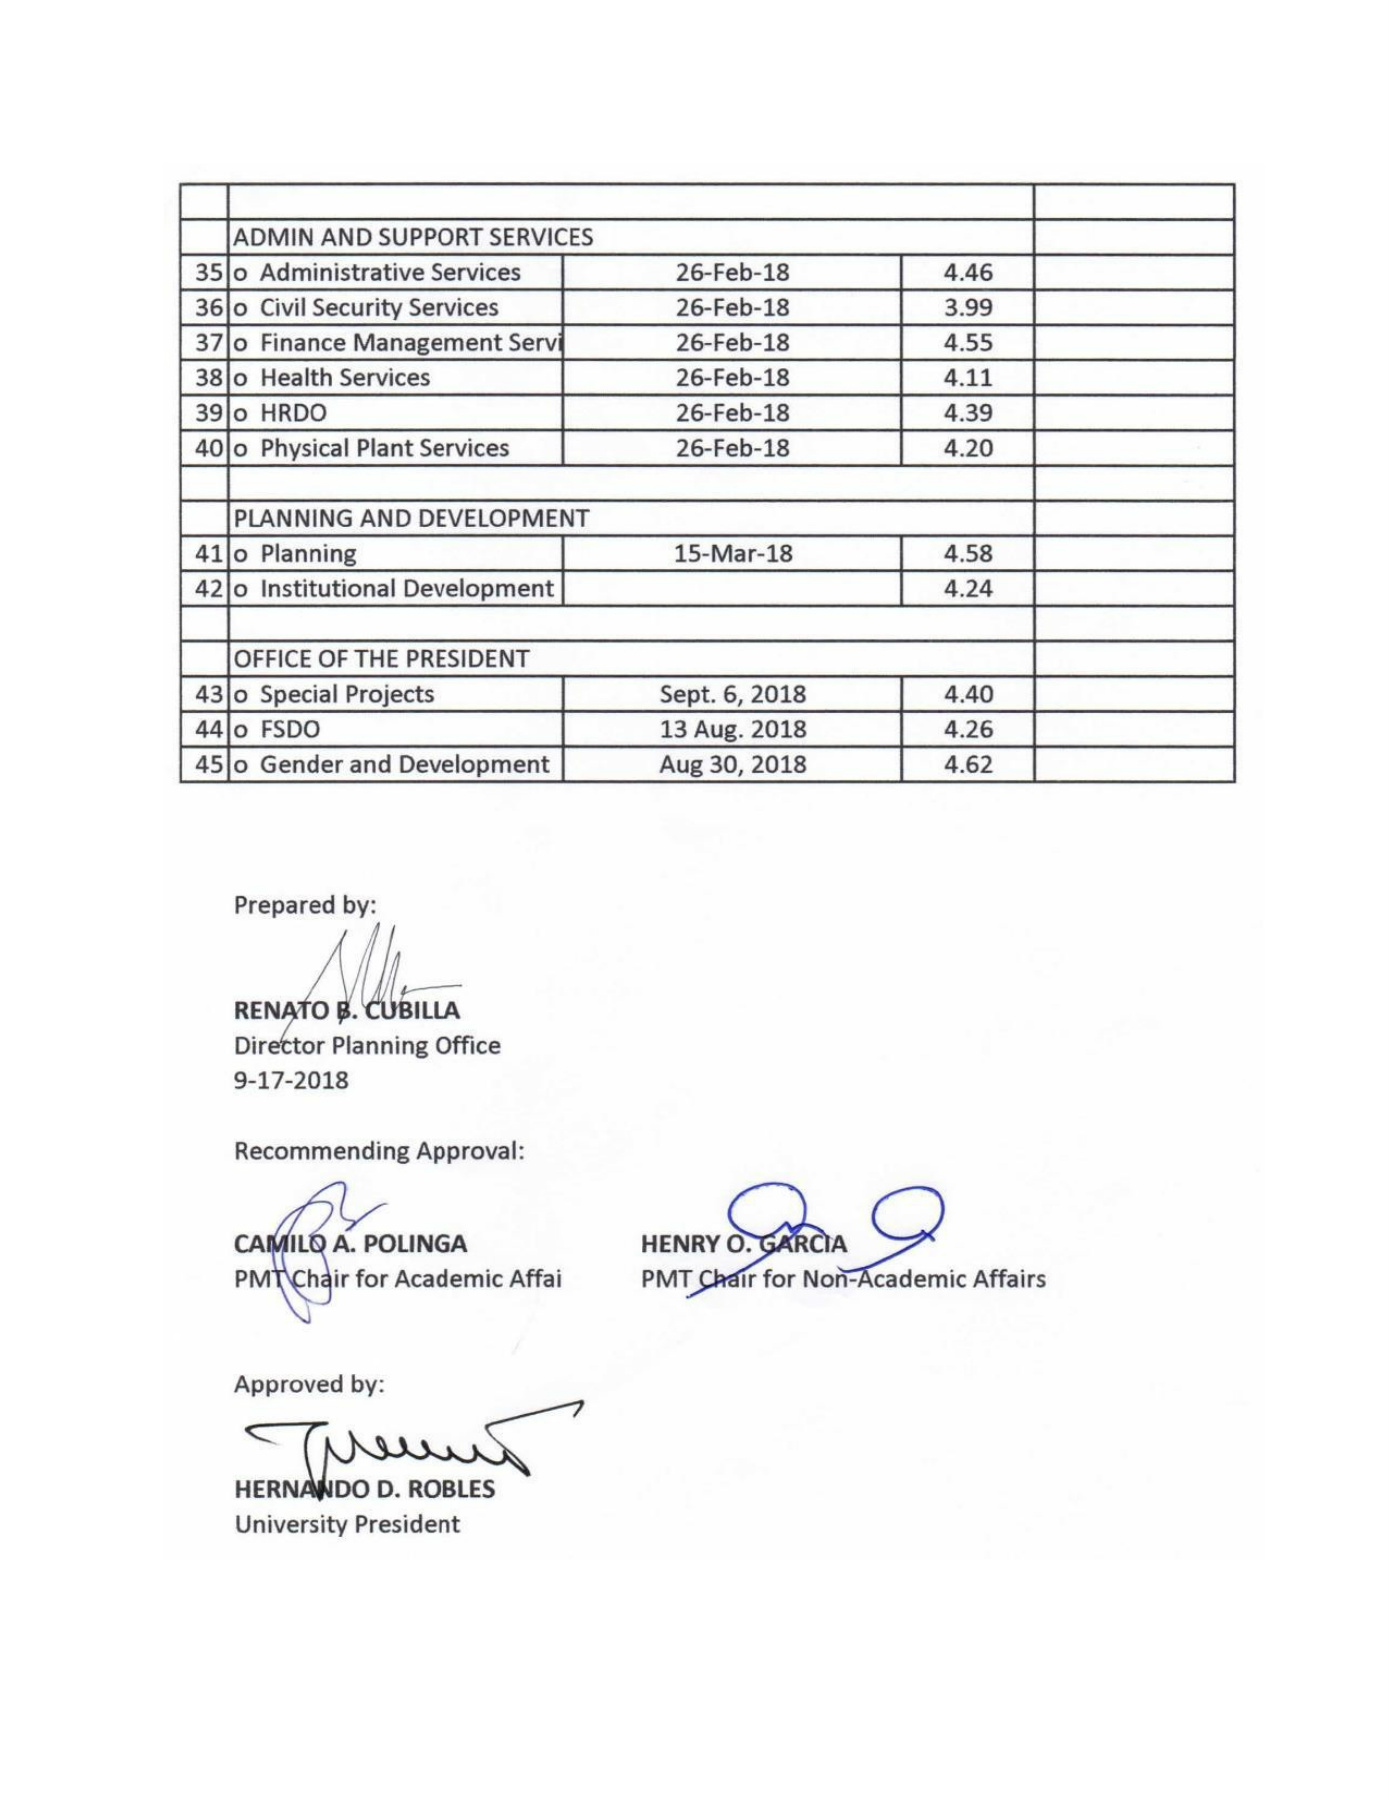 ADMIN AND SUPPORT SERVICES
35 o Administrative Services 26-Feb-18 4.46
36 o Civil Security Services 26-Feb-18 3.99
37 o Finance Management Servi 26-Feb-18 4.55
38 o Health Services 26-Feb-18 4.11
39 o HRDO 26-Feb-18 4.39
40 o Physical Plant Services 26-Feb-18 4.20
PLANNING AND DEVELOPMENT
41 o Planning 15-Mar-18 4.58
42 o Institutional Development 4.24
OFFICE OF THE PRESIDENT
43 o Special Projects Sept. 6, 2018 4.40
44 o FSDO 13 Aug. 2018 4.26
45 o Gender and Development Aug 30, 2018 4.62
Prepared by:
RENATO B. CUBILLA
Director Planning Office
9-17-2018
Recommending Approval:
CAMILO A. POLINGA HENRY O. GARCIA
PMT Chair for Academic Affai PMT Chair for Non-Academic Affairs
Approved by:
HERNANDO D. ROBLES
University President